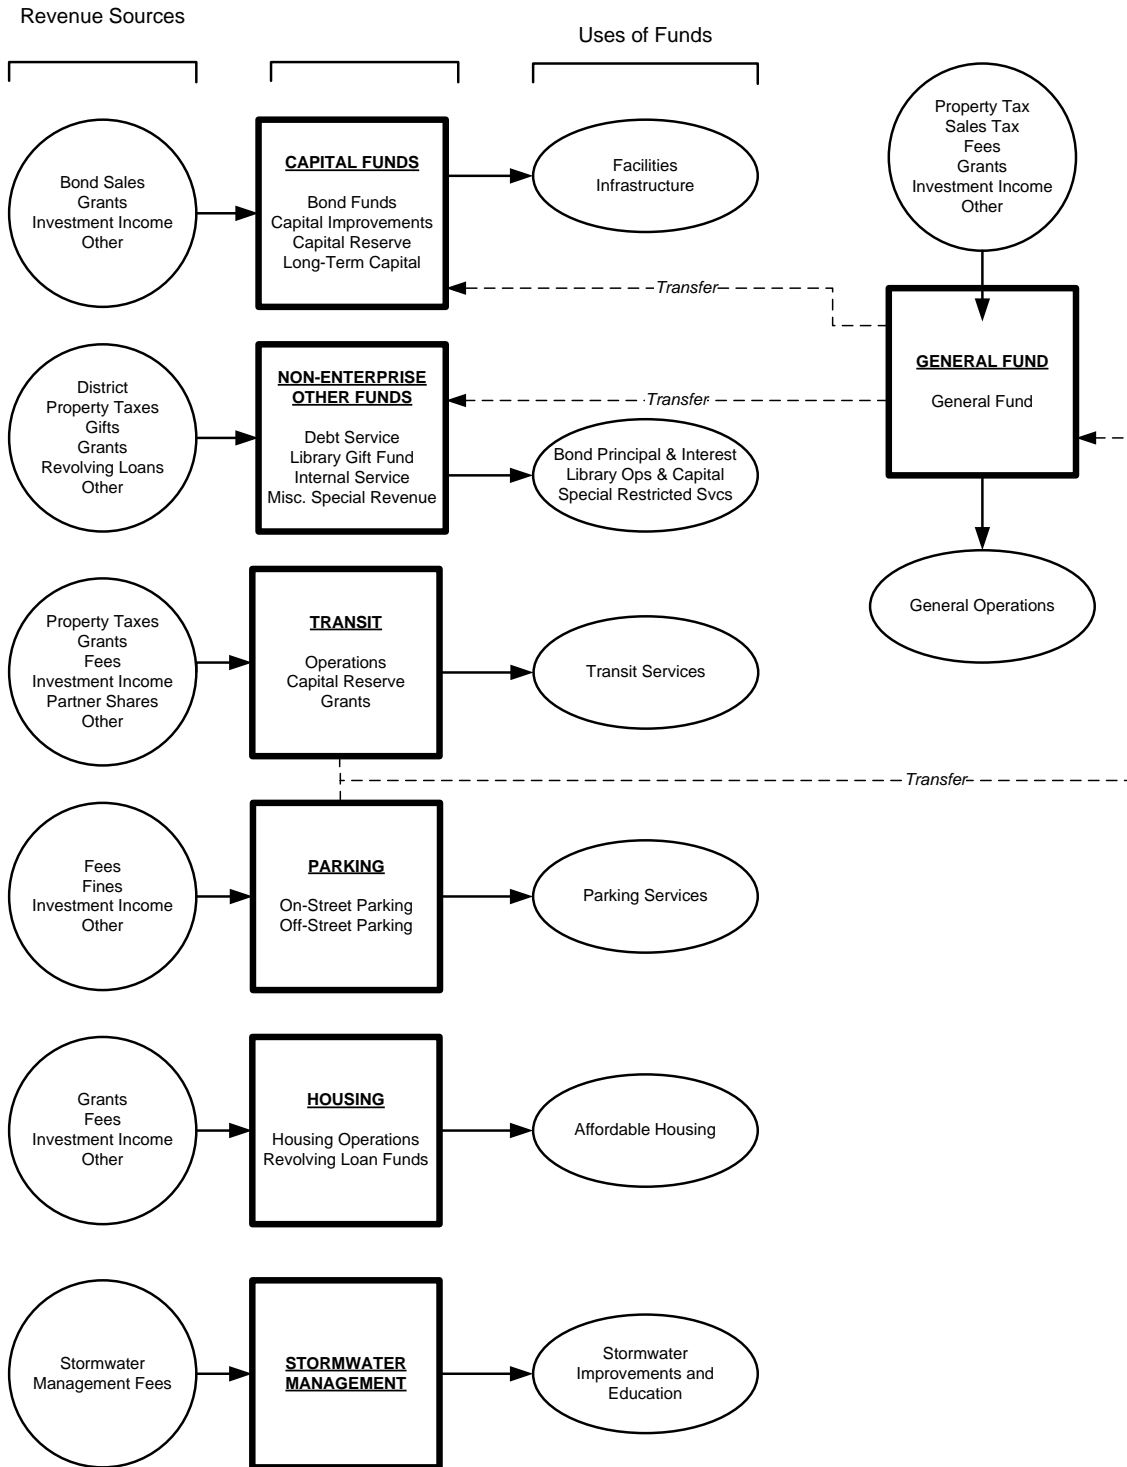 Revenue Sources
Uses of Funds
Bond Sales
Grants
Investment Income
Other
CAPITAL FUNDS
Bond Funds
Capital Improvements
Capital Reserve
Long-Term Capital
Facilities
Infrastructure
Property Tax
Sales Tax
Fees
Grants
Investment Income
Other
Transfer
GENERAL FUND
General Fund
District
Property Taxes
Gifts
Grants
Revolving Loans
Other
NON-ENTERPRISE
OTHER FUNDS
Debt Service
Library Gift Fund
Internal Service
Misc. Special Revenue
Transfer
Bond Principal & Interest
Library Ops & Capital
Special Restricted Svcs
General Operations
Property Taxes
Grants
Fees
Investment Income
Partner Shares
Other
TRANSIT
Operations
Capital Reserve
Grants
Transit Services
Transfer
Fees
Fines
Investment Income
Other
PARKING
On-Street Parking
Off-Street Parking
Parking Services
Grants
Fees
Investment Income
Other
HOUSING
Housing Operations
Revolving Loan Funds
Affordable Housing
Stormwater
Management Fees
STORMWATER
MANAGEMENT
Stormwater
Improvements and
Education